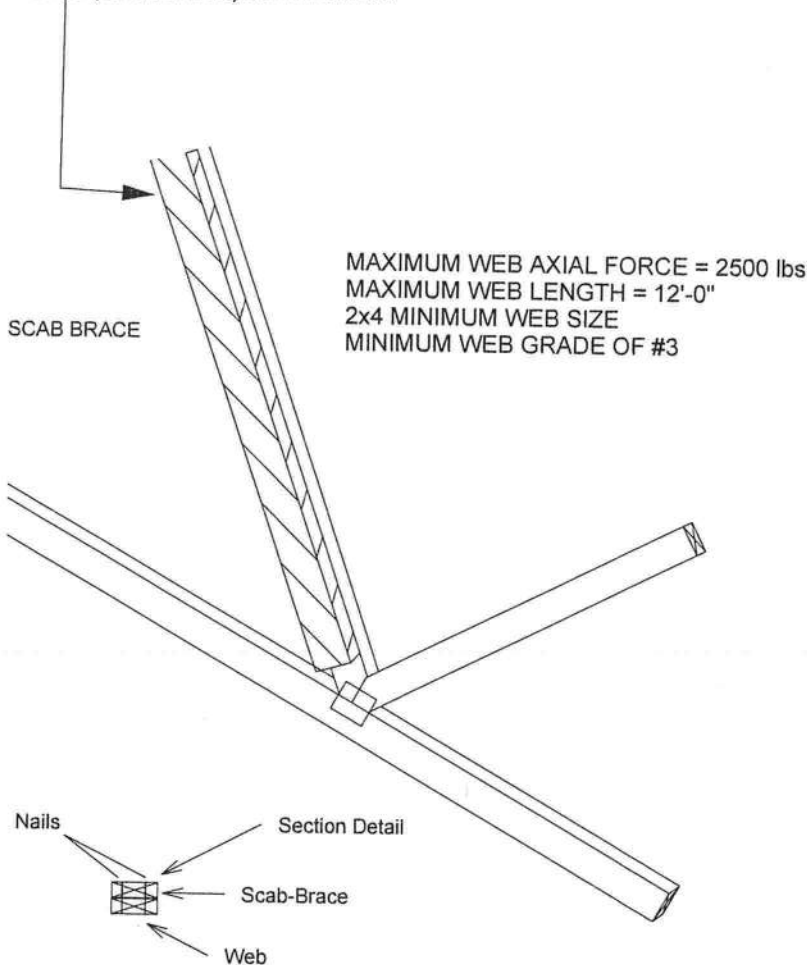 MAXIMUM WEB AXIAL FORCE = 2500 lbs
MAXIMUM WEB LENGTH = 12'-0"
2x4 MINIMUM WEB SIZE
MINIMUM WEB GRADE OF #3
SCAB BRACE
Nails
Section Detail
Scab-Brace
Web